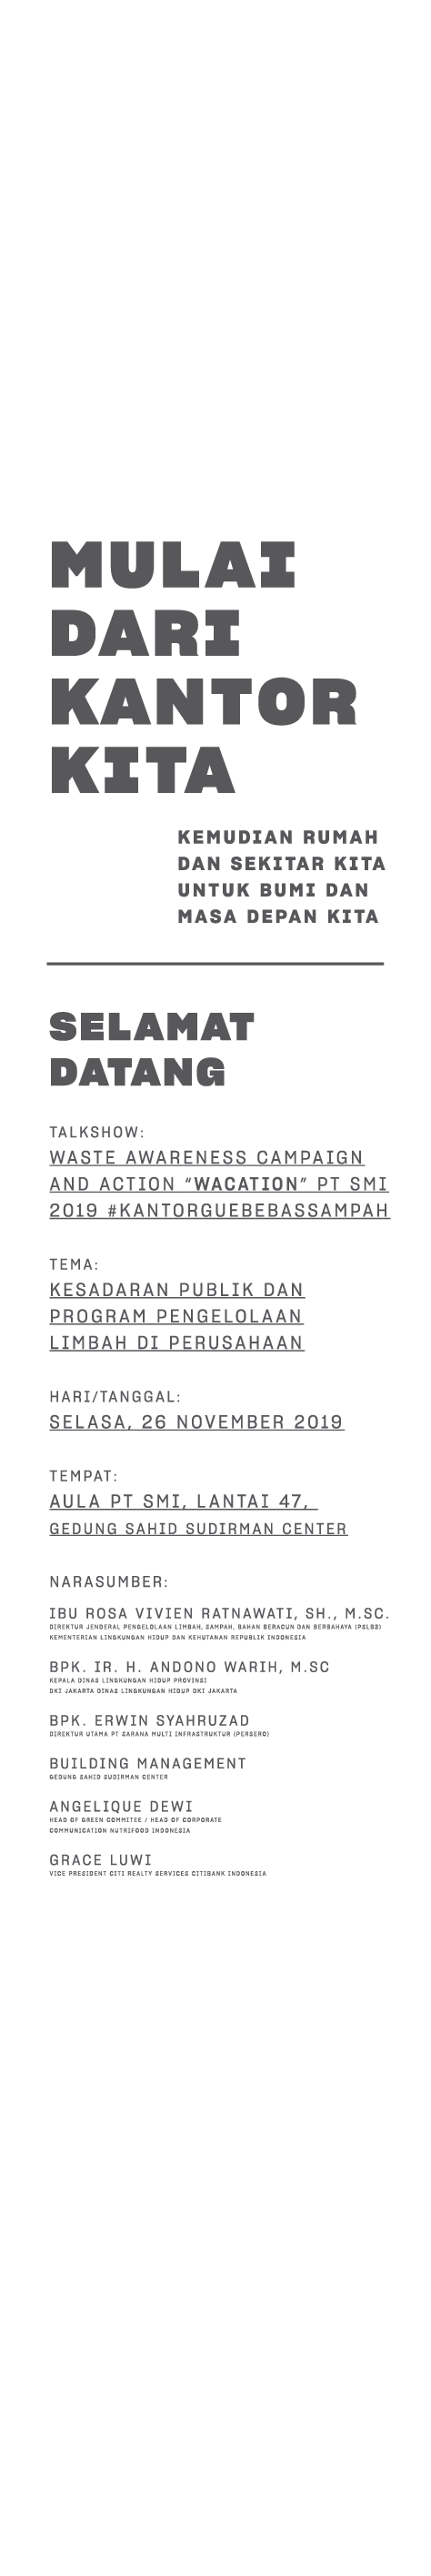 MULAI
DARI
KANTOR
KITA
KEMUDIAN RUMAH
DAN SEKITAR KITA
UNTUK BUMI DAN
MASA DEPAN KITA
SELAMAT
DATANG
TALKSHOW:
WASTE AWARENESS CAMPAIGN
AND ACTION “WACATION” PT SMI
2019 #KANTORGUEBEBASSAMPAH
TEMA:
KESADARAN PUBLIK DAN
PROGRAM PENGELOLAAN
LIMBAH DI PERUSAHAAN
HARI/TANGGAL:
SELASA, 26 NOVEMBER 2019
TEMPAT:
AULA PT SMI, LANTAI 47,
GEDUNG SAHID SUDIRMAN CENTER
NARASUMBER:
IBU ROSA VIVIEN RATNAWATI, SH., M.SC.
DIREKTUR JENDERAL PENGELOLAAN LIMBAH, SAMPAH, BAHAN BERACUN DAN BERBAHAYA (PSLB3)
KEMENTERIAN LINGKUNGAN HIDUP DAN KEHUTANAN REPUBLIK INDONESIA
BPK. IR. H. ANDONO WARIH, M.SC
KEPALA DINAS LINGKUNGAN HIDUP PROVINSI
DKI JAKARTA DINAS LINGKUNGAN HIDUP DKI JAKARTA
BPK. ERWIN SYAHRUZAD
DIREKTUR UTAMA PT SARANA MULTI INFRASTRUKTUR (PERSERO)
BUILDING MANAGEMENT
GEDUNG SAHID SUDIRMAN CENTER
ANGELIQUE DEWI
HEAD OF GREEN COMMITEE / HEAD OF CORPORATE
COMMUNICATION NUTRIFOOD INDONESIA
GRACE LUWI
VICE PRESIDENT CITI REALTY SERVICES CITIBANK INDONESIA